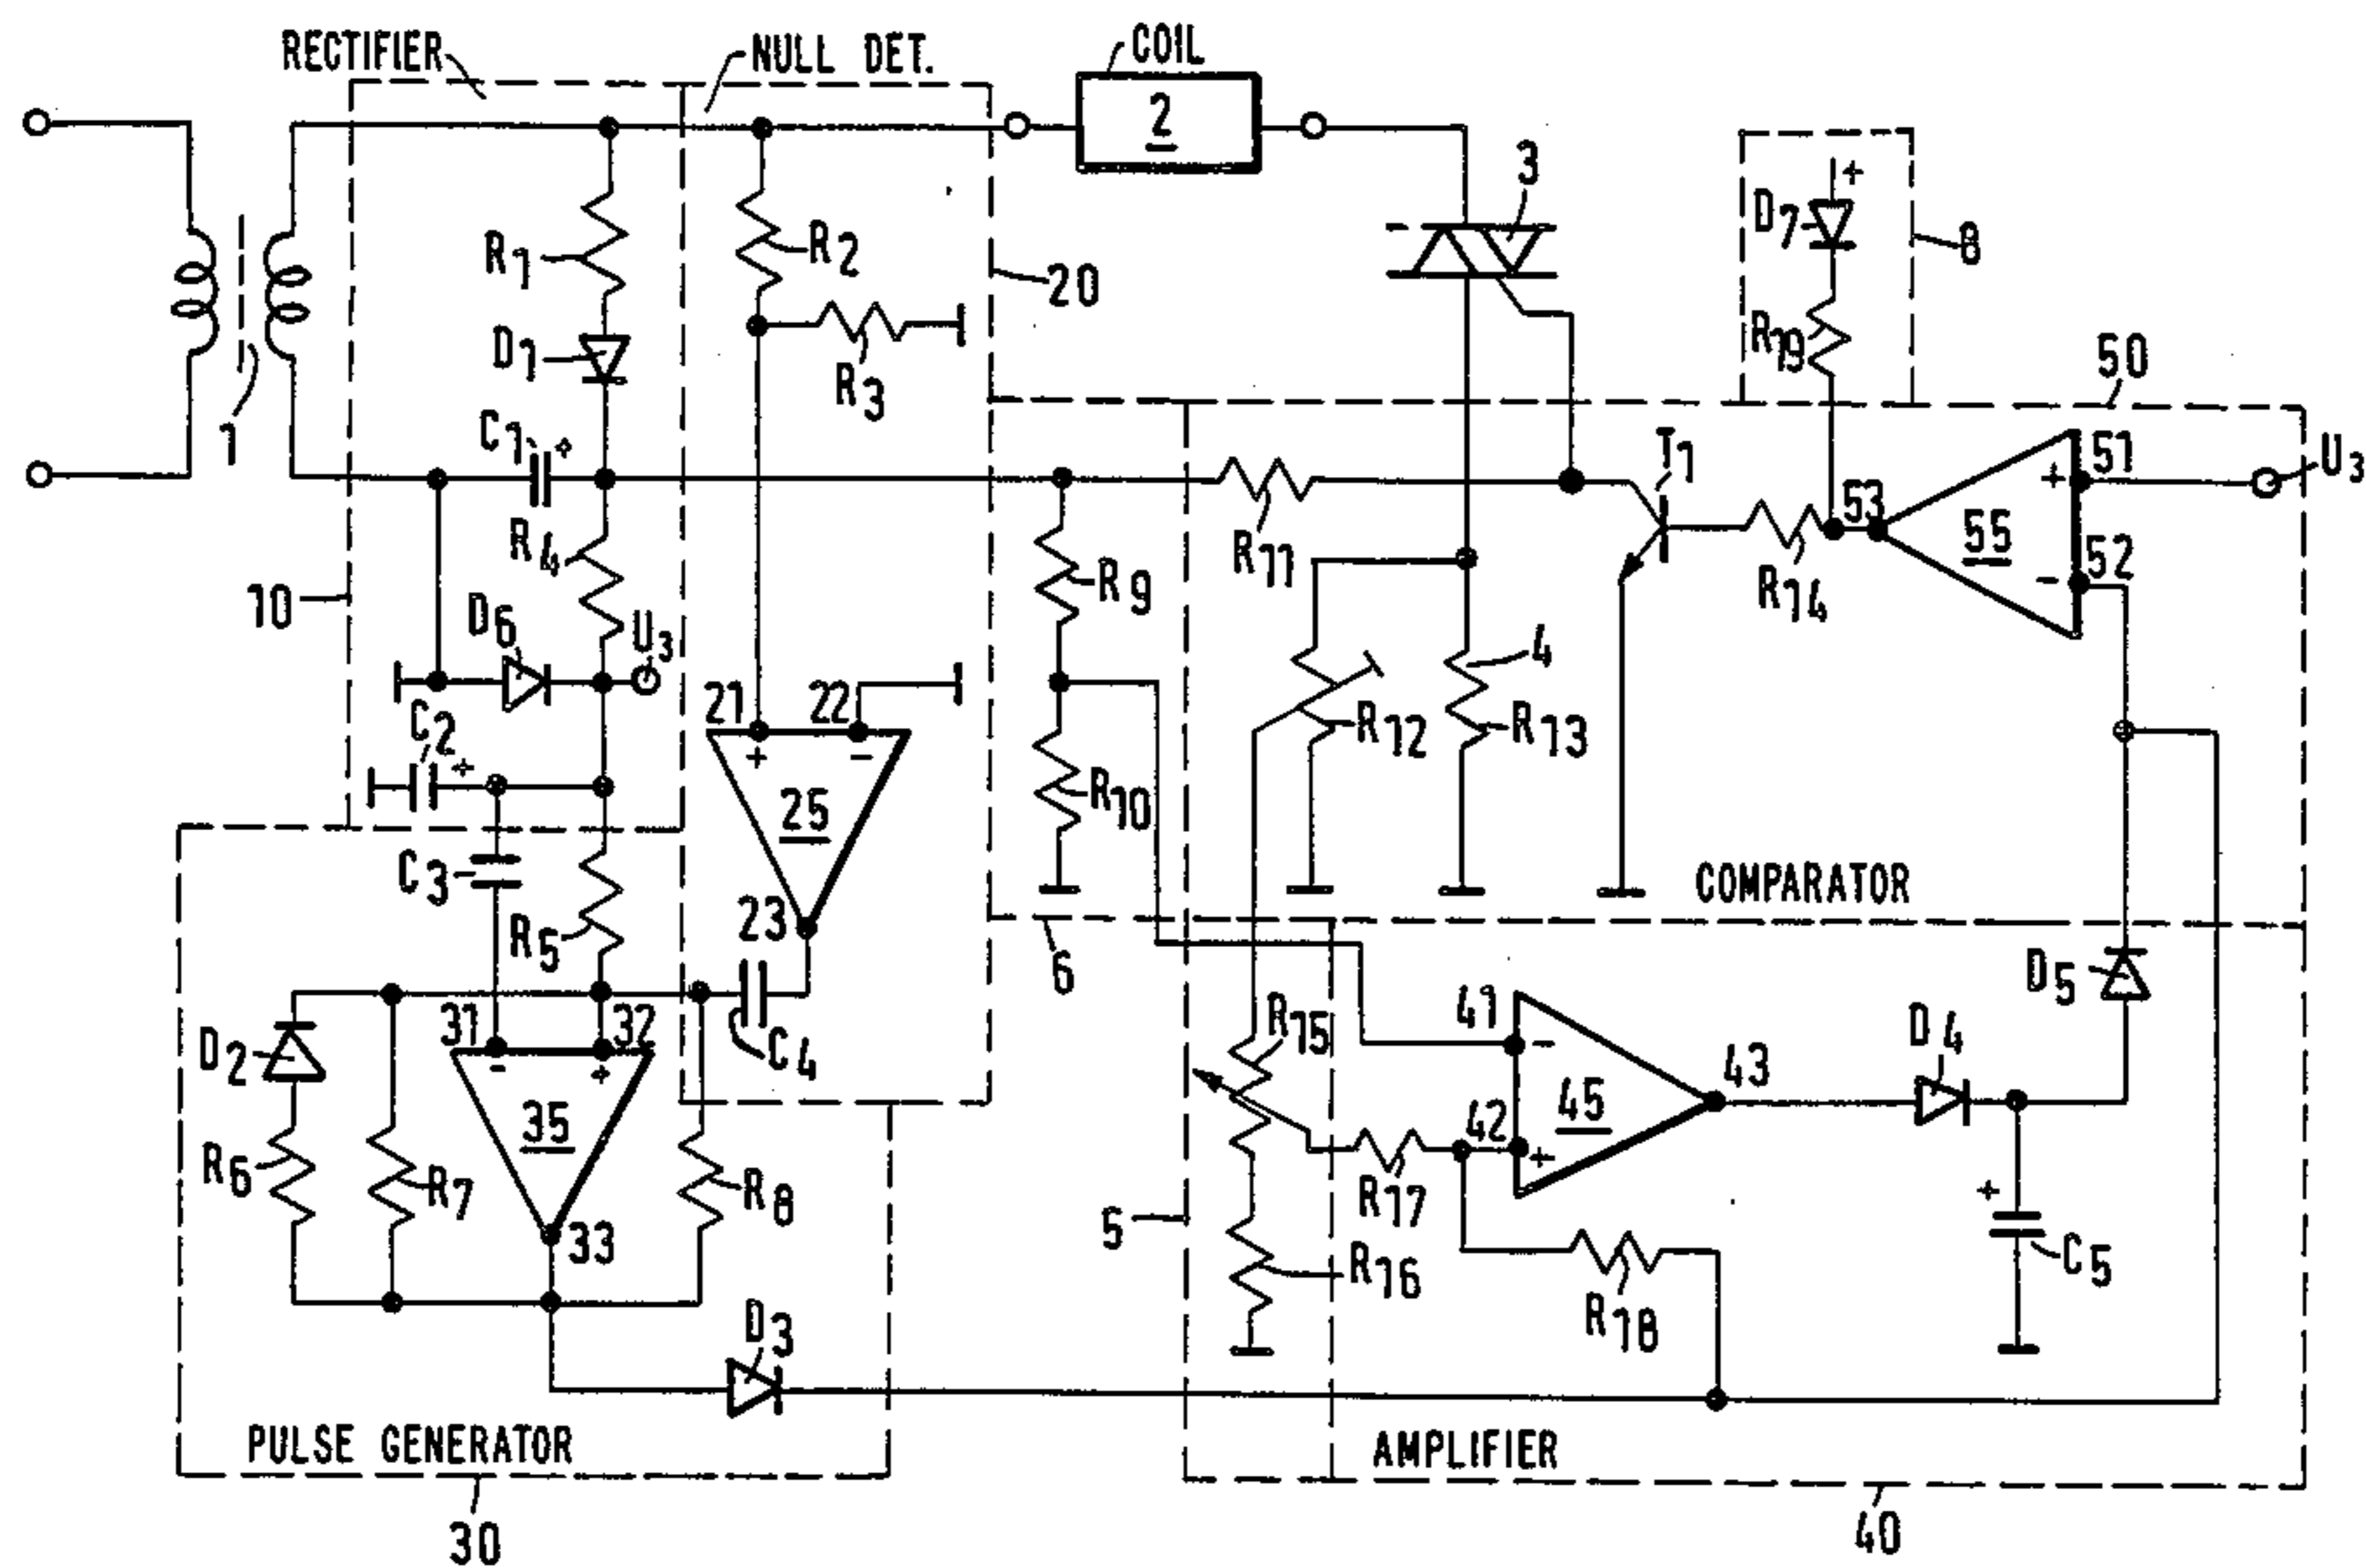 RECTIFIER
NULL DET.
COIL
2
3
D7
+
8
R1
R2
20
R19
50
D1
R3
C1
+
1
T1
53
+
51
U3
R4
R11
R14
55
52
-
10
D6
U3
R9
4
21
22
C2
+
+
-
R12
R13
25
R10
C3
COMPARATOR
R5
23
6
D5
31
32
C4
R15
41
-
D4
43
D2
-
+
45
35
42
+
R6
R7
R8
R17
+
5
33
R16
C5
R18
D3
PULSE GENERATOR
AMPLIFIER
30
40